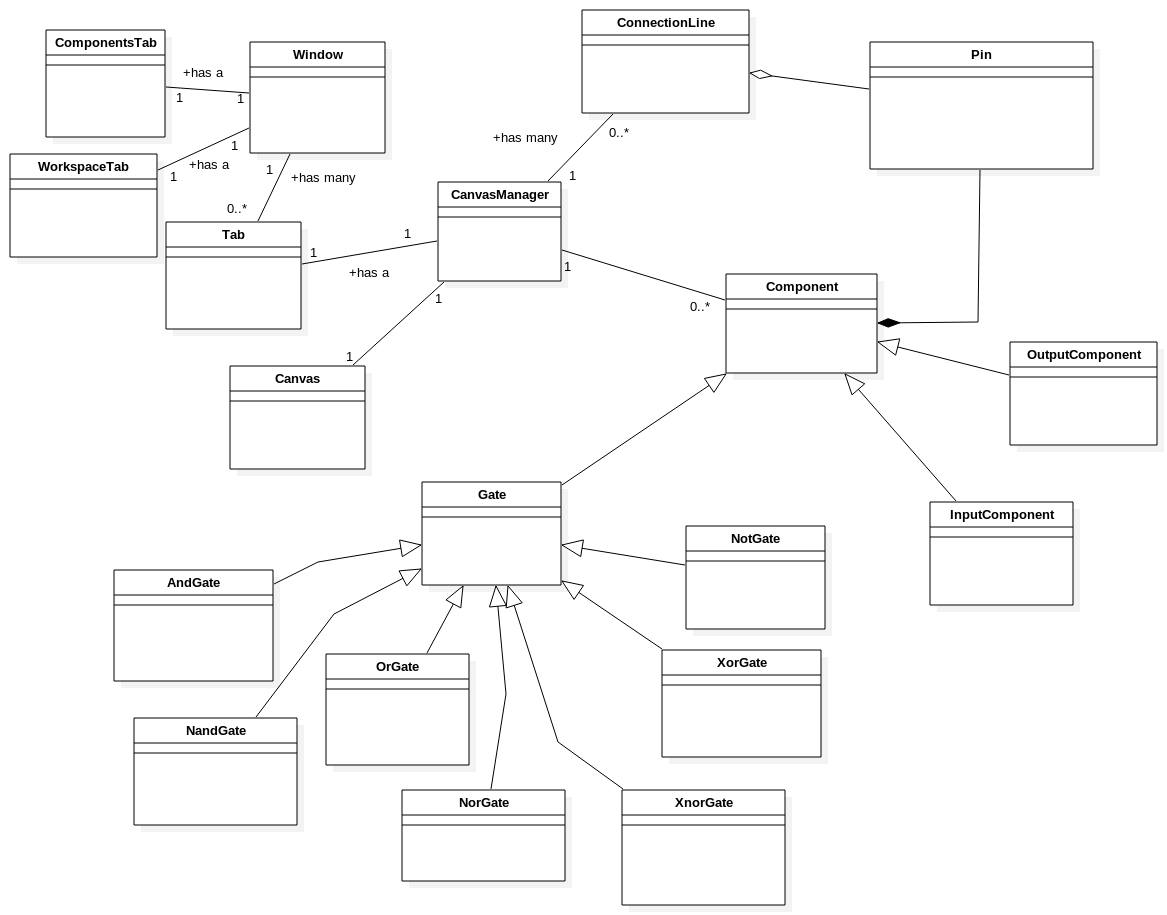 ConnectionLine
ComponentsTab
Window
Pin
+has a
1
1
+has many
0..*
1
+has a
1
WorkspaceTab
1
+has many
1
CanvasManager
0..*
Tab
1
1
+has a
1
Component
1
0..*
1
OutputComponent
Canvas
Gate
InputComponent
NotGate
AndGate
OrGate
XorGate
NandGate
NorGate
XnorGate